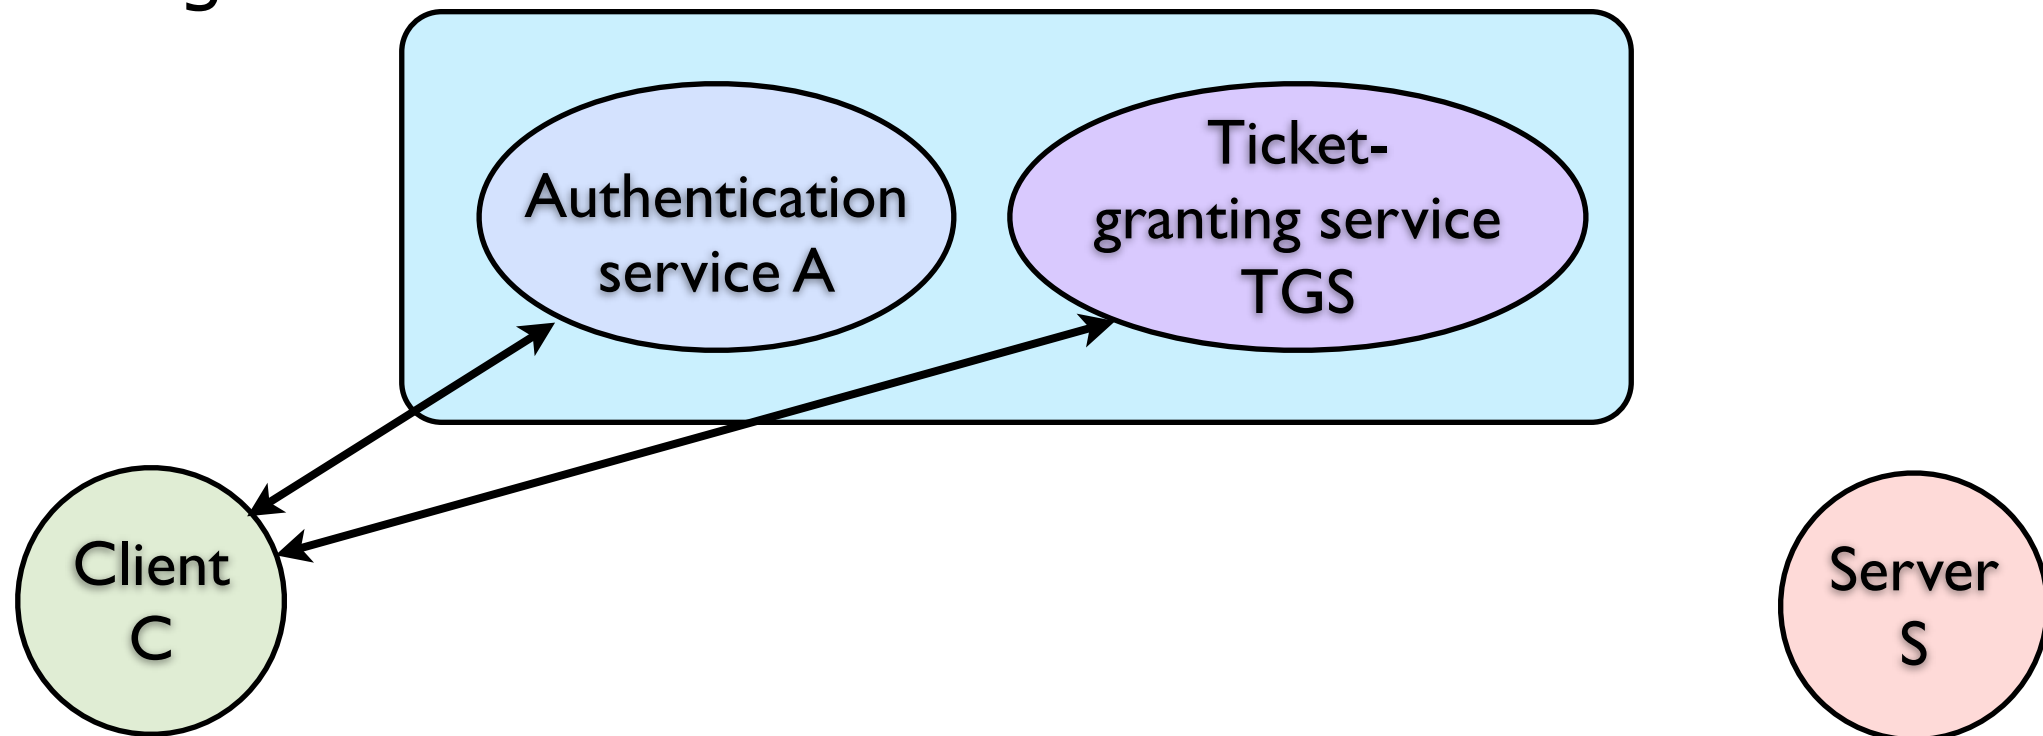 Authentication
service A
Ticket-
granting service
TGS
Client
C
Server
S